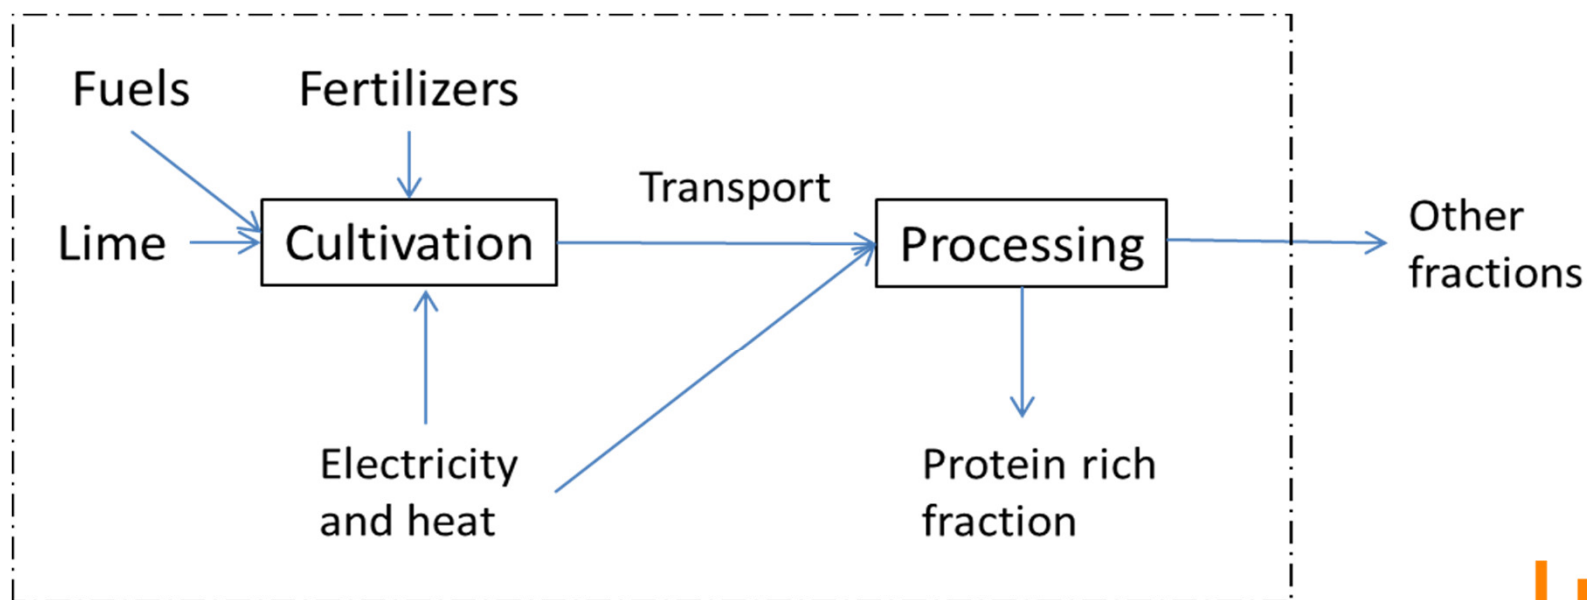 Fuels
Fertilizers
Transport
Lime
Cultivation
Processing
Other
fractions
Electricity
and heat
Protein rich
fraction